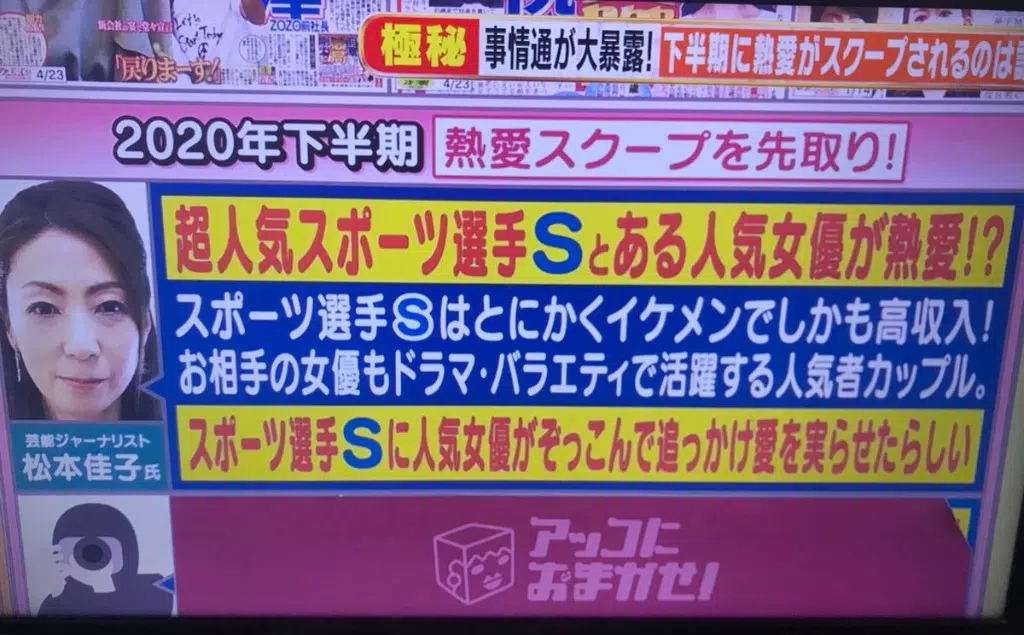 2020前社長
「戻りまーす!」
4/23
4/23
極秘
事情通が大暴露!
下半期に熱愛がスクープされるのは
2020年下半期
熱愛スクープを先取り!
超人気スポーツ選手Sとある人気女優が熱愛!?
スポーツ選手Sはとにかくイケメンでしかも高収入!
お相手の女優もドラマ・バラエティで活躍する人気者カップル。
スポーツ選手Sに人気女優がぞっこんで追っかけ愛を実らせたらしい
芸能ジャーナリスト
松本佳子氏
アッコに
おまかせ!